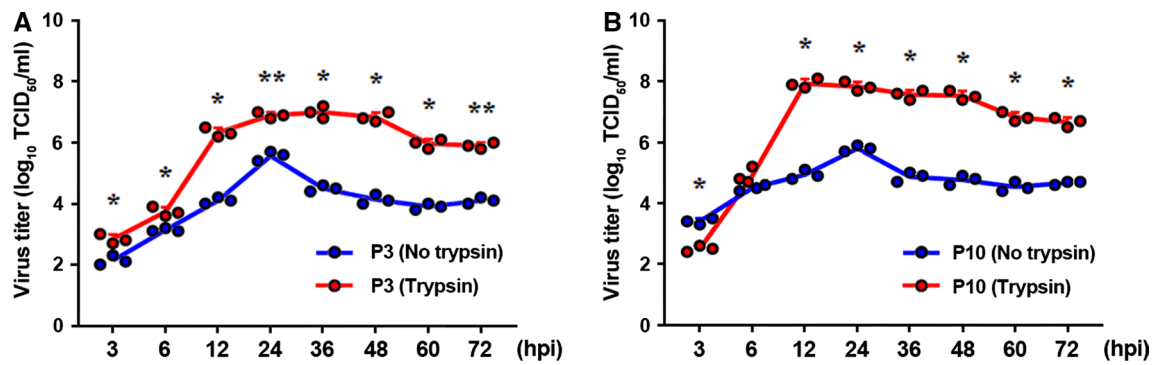 A
Virus titer (log10 TCID50/ml)
10
8
6
4
2
0
* * * ** * * * **
P3 (No trypsin)
P3 (Trypsin)
3 6 12 24 36 48 60 72 (hpi)
B
Virus titer (log10 TCID50/ml)
10
8
6
4
2
0
* * * * * * *
P10 (No trypsin)
P10 (Trypsin)
3 6 12 24 36 48 60 72 (hpi)